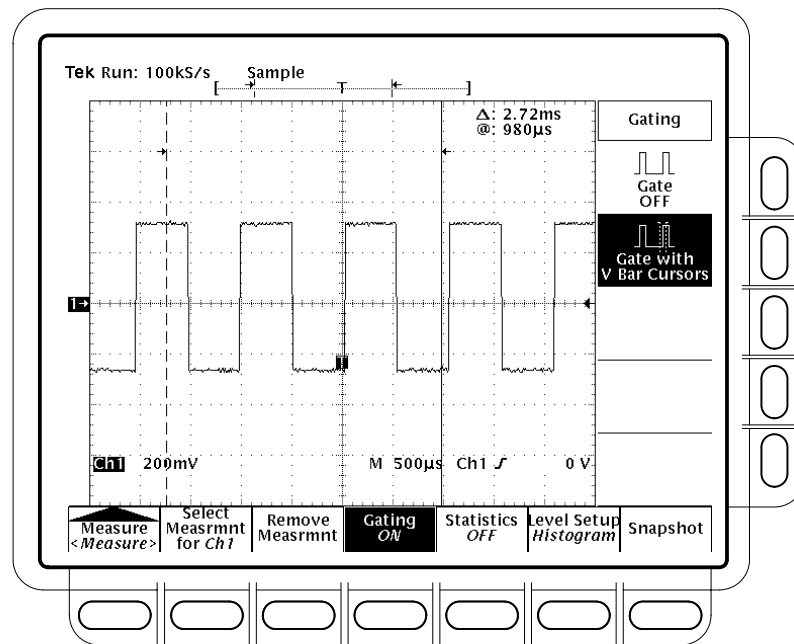 Tek Run: 100kS/s Sample
[ T ]
Δ: 2.72ms
@: 980µs
Gating
Gate
OFF
Gate with
V Bar Cursors
1
T
Ch1 200mV M 500µs Ch1 0 V
Measure
<Measure>
Select
Measrmnt
for Ch1
Remove
Measrmnt
Gating
ON
Statistics
OFF
Level Setup
Histogram
Snapshot